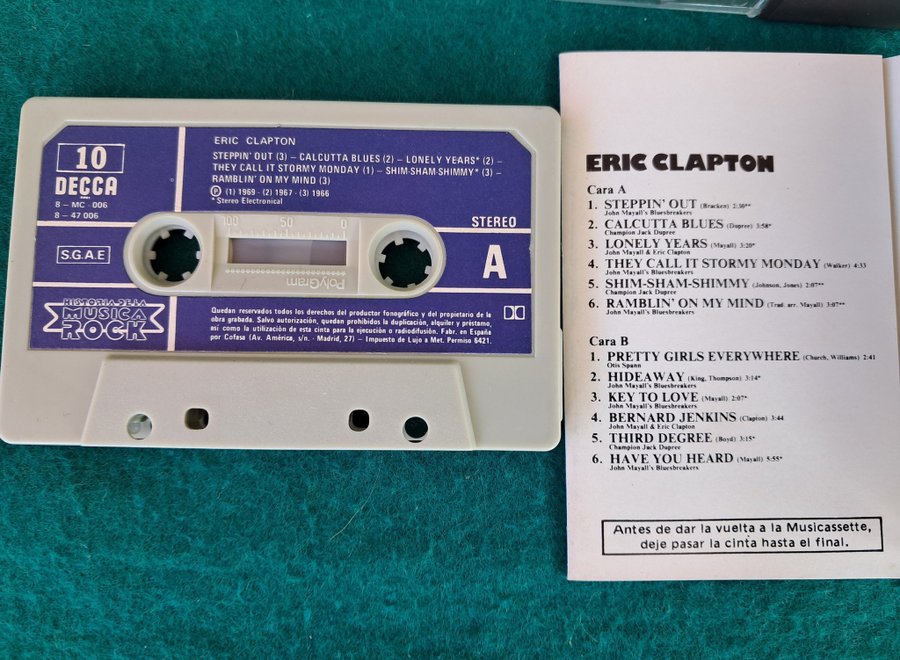 10
DECCA
8 - MC - 006
8 - 47 006
S.G.A.E
HISTORIA DE LA
MUSICA
ROCK
ERIC CLAPTON
STEPPIN' OUT (3) – CALCUTTA BLUES (2) – LONELY YEARS* (2) –
THEY CALL IT STORMY MONDAY (1) – SHIM-SHAM-SHIMMY* (3) –
RAMBLIN' ON MY MIND (3)
Ⓟ (1) 1969 - (2) 1967 - (3) 1966
* Stereo Electronical
STEREO
A
100 50 0
PolyGram
Quedan reservados todos los derechos del productor fonográfico y del propietario de la
obra grabada. Salvo autorización, quedan prohibidos la duplicación, alquiler y préstamo,
así como la utilización de esta cinta para la ejecución o radiodifusión. Fabr. en España
por Cofasa (Av. América, s/n. - Madrid, 27) – Impuesto de Lujo a Met. Permiso 6421.
ERIC CLAPTON
Cara A
1. STEPPIN' OUT (Bracken) 2:30**
John Mayall's Bluesbreakers
2. CALCUTTA BLUES (Dupree) 3:58*
Champion Jack Dupree
3. LONELY YEARS (Mayall) 3:20*
John Mayall & Eric Clapton
4. THEY CALL IT STORMY MONDAY (Walker) 4:33
John Mayall's Bluesbreakers
5. SHIM-SHAM-SHIMMY (Johnson, Jones) 2:07**
Champion Jack Dupree
6. RAMBLIN' ON MY MIND (Trad. arr. Mayall) 3:07**
John Mayall's Bluesbreakers
Cara B
1. PRETTY GIRLS EVERYWHERE (Church, Williams) 2:41
Otis Spann
2. HIDEAWAY (King, Thompson) 3:14*
John Mayall's Bluesbreakers
3. KEY TO LOVE (Mayall) 2:07*
John Mayall's Bluesbreakers
4. BERNARD JENKINS (Clapton) 3:44
John Mayall & Eric Clapton
5. THIRD DEGREE (Boyd) 3:15*
Champion Jack Dupree
6. HAVE YOU HEARD (Mayall) 5:55*
John Mayall's Bluesbreakers
Antes de dar la vuelta a la Musicassette,
deje pasar la cinta hasta el final.